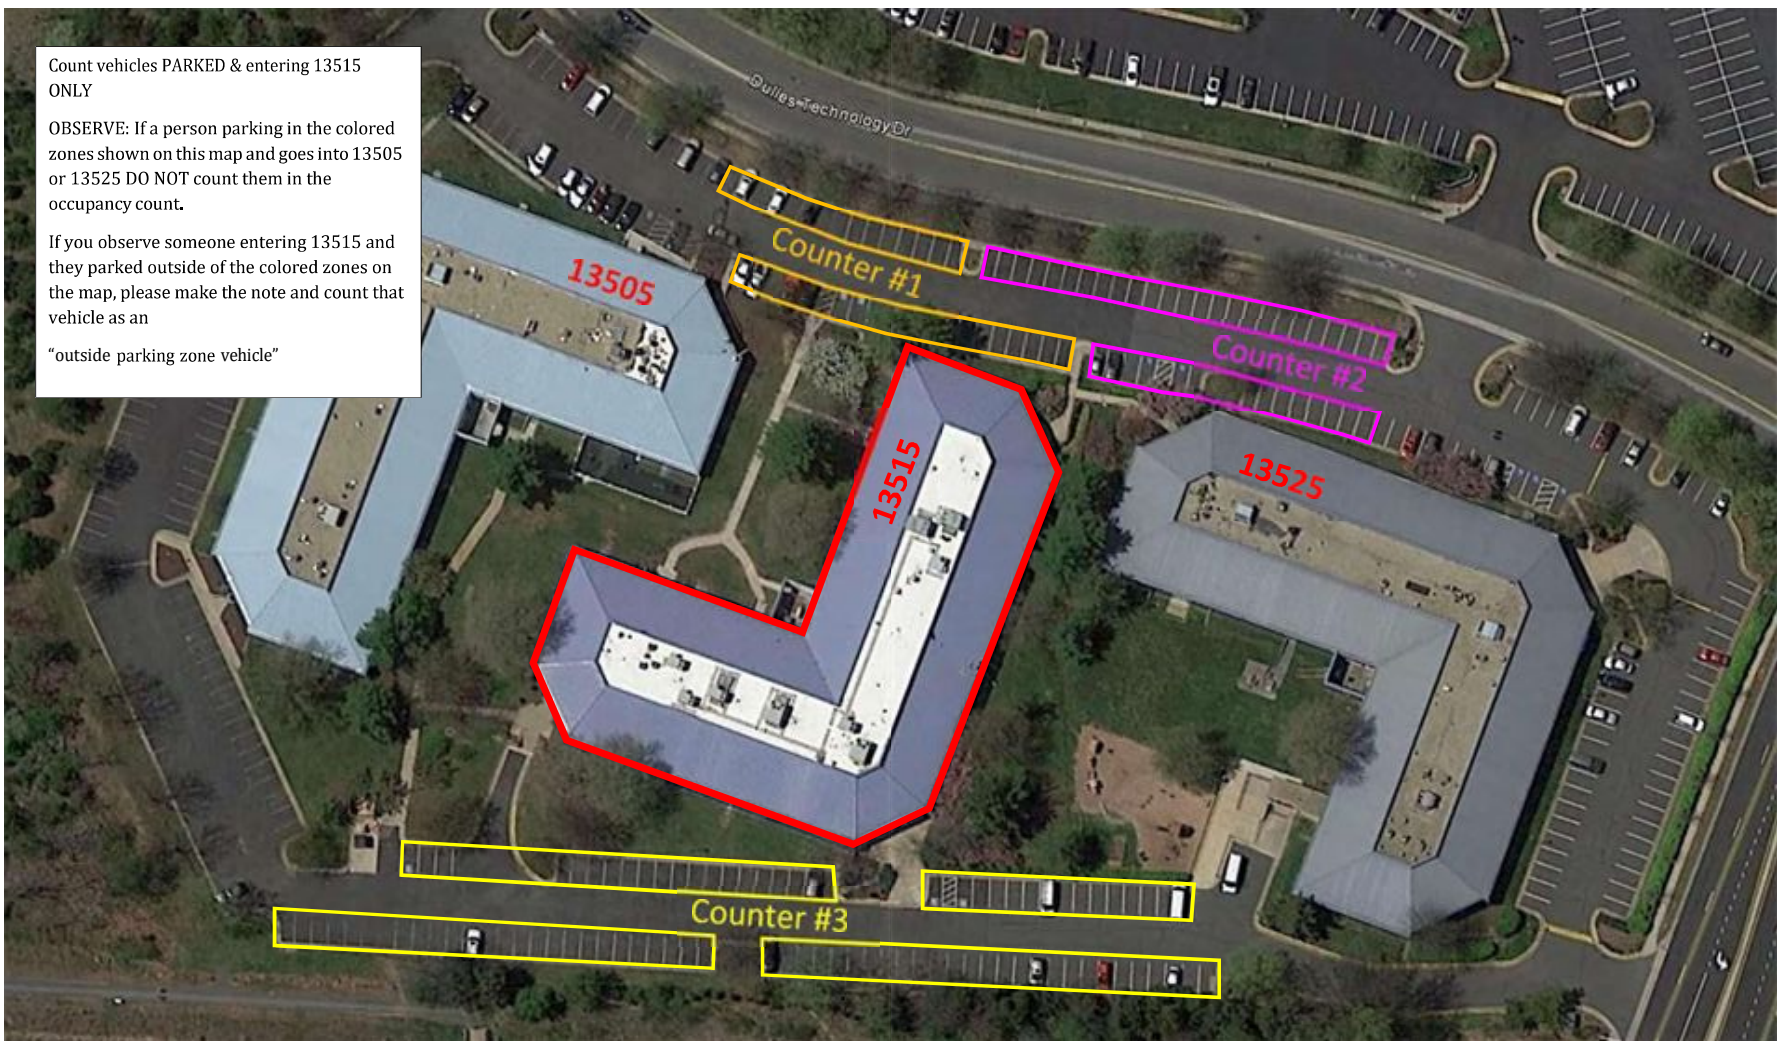 Count vehicles PARKED & entering 13515
ONLY
OBSERVE: If a person parking in the colored
zones shown on this map and goes into 13505
or 13525 DO NOT count them in the
occupancy count.
If you observe someone entering 13515 and
they parked outside of the colored zones on
the map, please make the note and count that
vehicle as an
“outside parking zone vehicle”
Dulles Technology Dr
Counter #1
13505
Counter #2
13515
13525
Counter #3